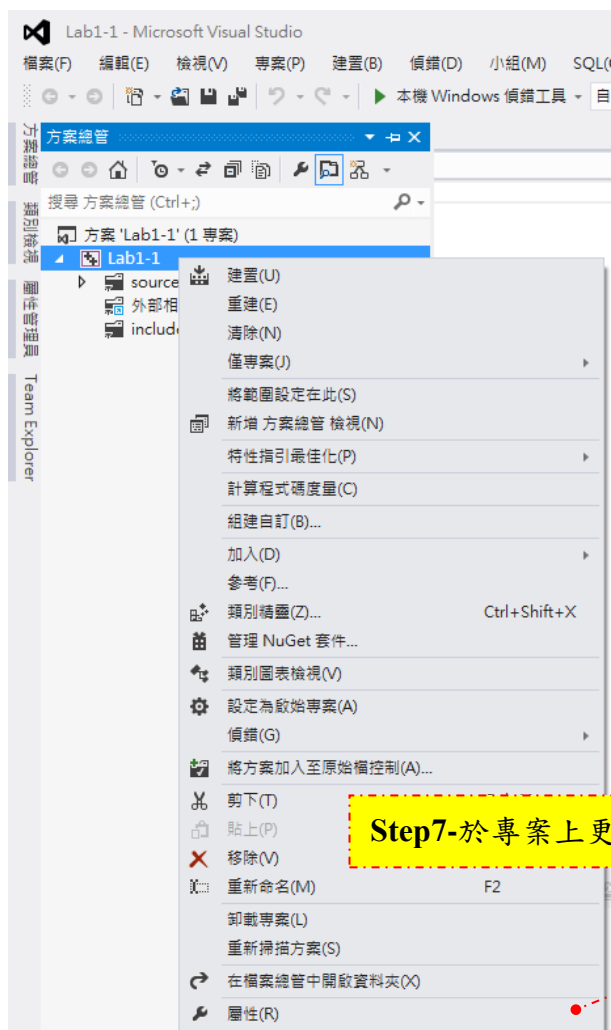 Lab1-1 - Microsoft Visual Studio
檔案(F) 編輯(E) 檢視(V) 專案(P) 建置(B) 偵錯(D) 小組(M) SQL(
本機 Windows 偵錯工具 自
方案總管
類別檢視
屬性管理員
Team Explorer
方案總管
搜尋 方案總管 (Ctrl+;)
方案 'Lab1-1' (1 專案)
Lab1-1
source
外部相
include
建置(U)
重建(E)
清除(N)
僅專案(J)
將範圍設定在此(S)
新增 方案總管 檢視(N)
特性指引最佳化(P)
計算程式碼度量(C)
組建自訂(B)...
加入(D)
參考(F)...
類別精靈(Z)... Ctrl+Shift+X
管理 NuGet 套件...
類別圖表檢視(V)
設定為啟始專案(A)
偵錯(G)
將方案加入至原始檔控制(A)...
剪下(T)
貼上(P)
Step7-於專案上更
移除(V)
重新命名(M) F2
卸載專案(L)
重新掃描方案(S)
在檔案總管中開啟資料夾(X)
屬性(R)